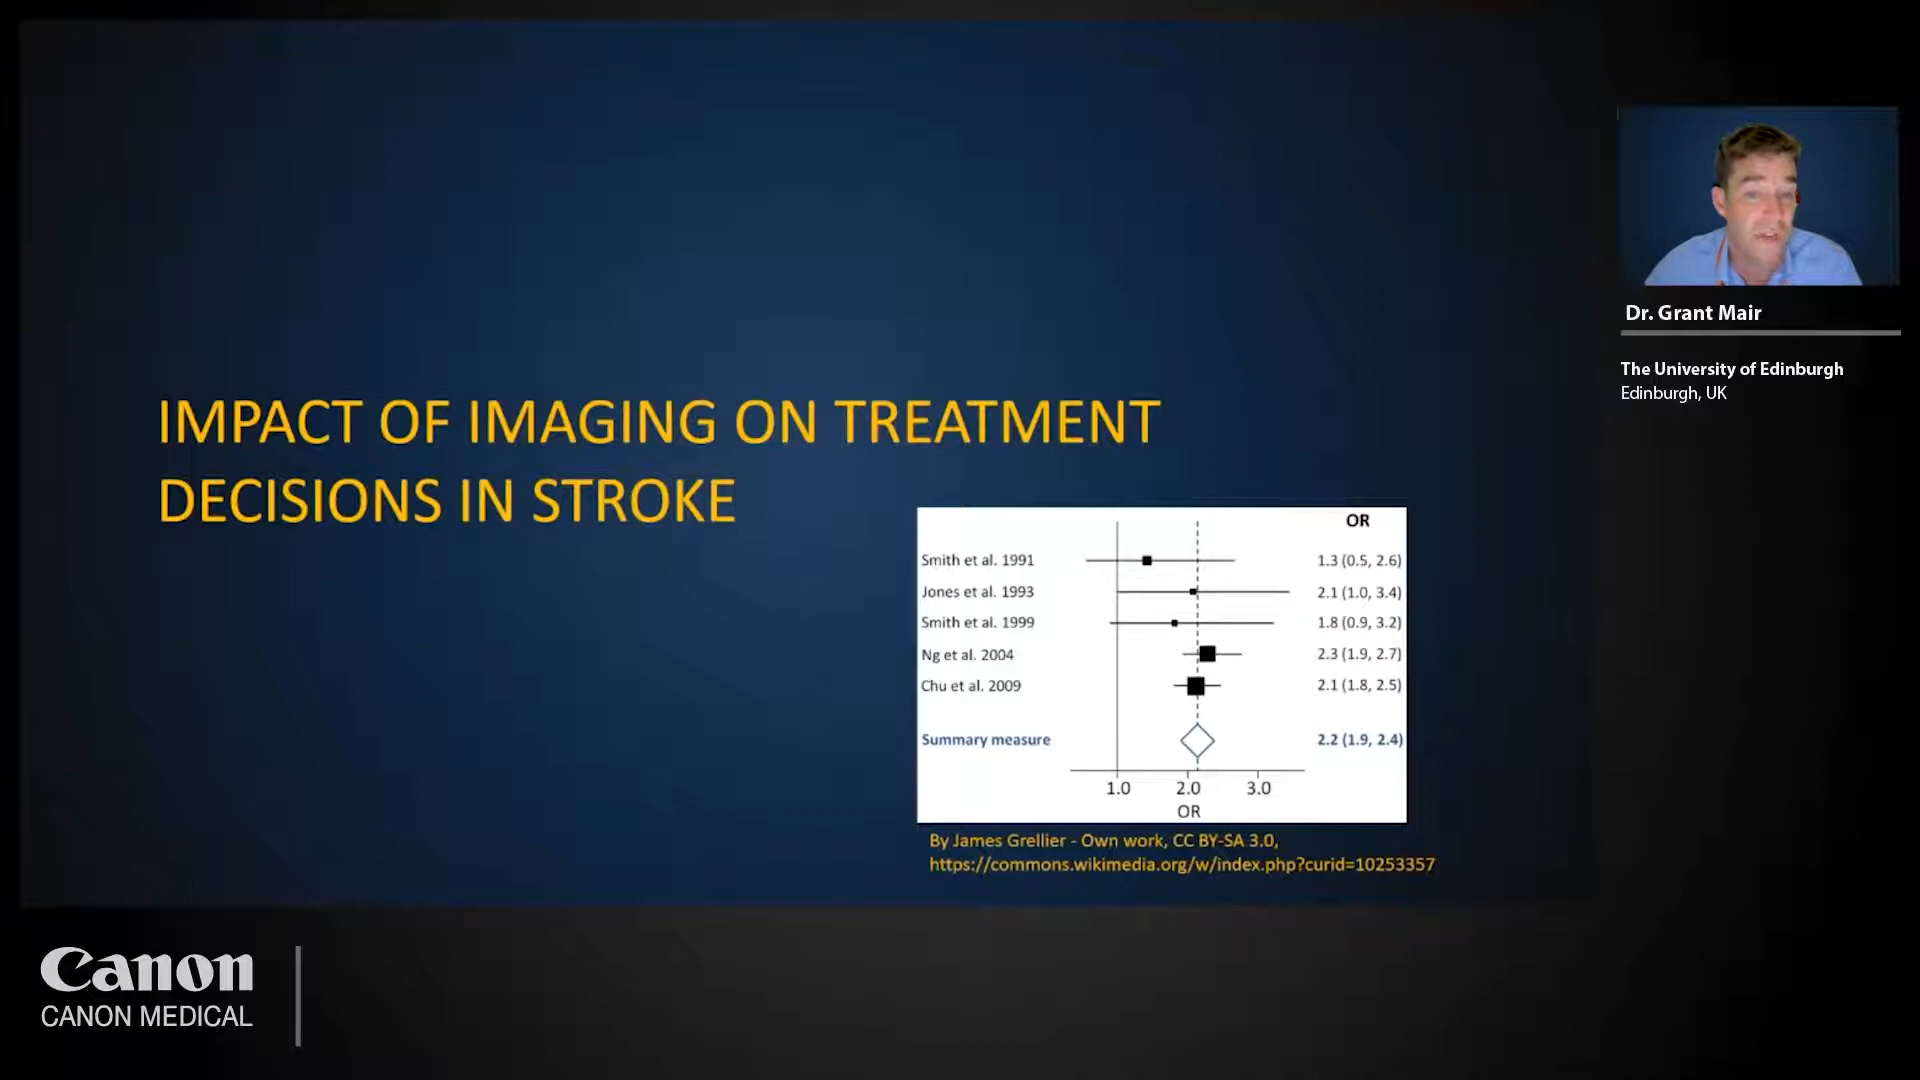 IMPACT OF IMAGING ON TREATMENT
DECISIONS IN STROKE
OR
Smith et al. 1991 1.3 (0.5, 2.6)
Jones et al. 1993 2.1 (1.0, 3.4)
Smith et al. 1999 1.8 (0.9, 3.2)
Ng et al. 2004 2.3 (1.9, 2.7)
Chu et al. 2009 2.1 (1.8, 2.5)
Summary measure 2.2 (1.9, 2.4)
1.0 2.0 3.0
OR
By James Grellier - Own work, CC BY-SA 3.0,
https://commons.wikimedia.org/w/index.php?curid=10253357
Dr. Grant Mair
The University of Edinburgh
Edinburgh, UK
Canon
CANON MEDICAL